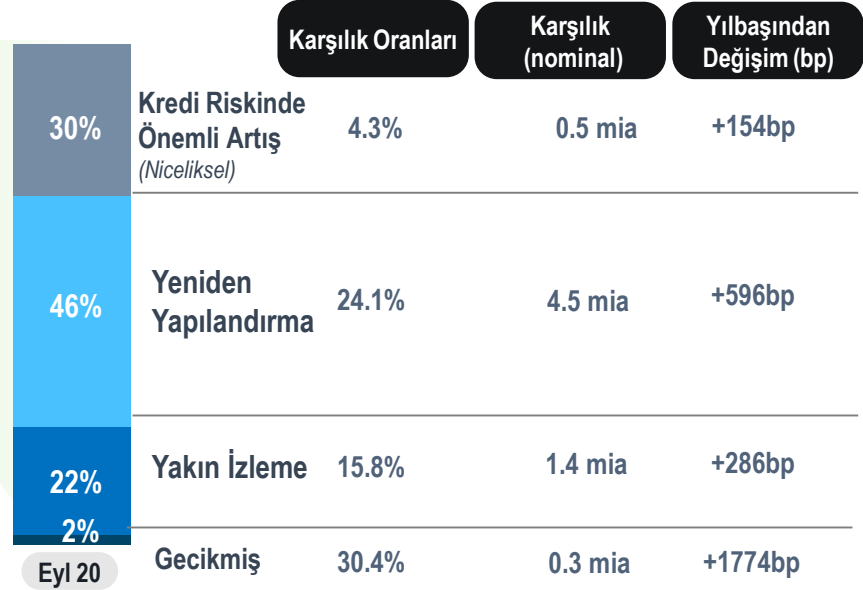 Karşılık Oranları
Karşılık
(nominal)
Yılbaşından
Değişim (bp)
30%
Kredi Riskinde
Önemli Artış
(Niceliksel)
4.3%
0.5 mia
+154bp
46%
Yeniden
Yapılandırma
24.1%
4.5 mia
+596bp
22%
Yakın İzleme
15.8%
1.4 mia
+286bp
2%
Gecikmiş
30.4%
0.3 mia
+1774bp
Eyl 20